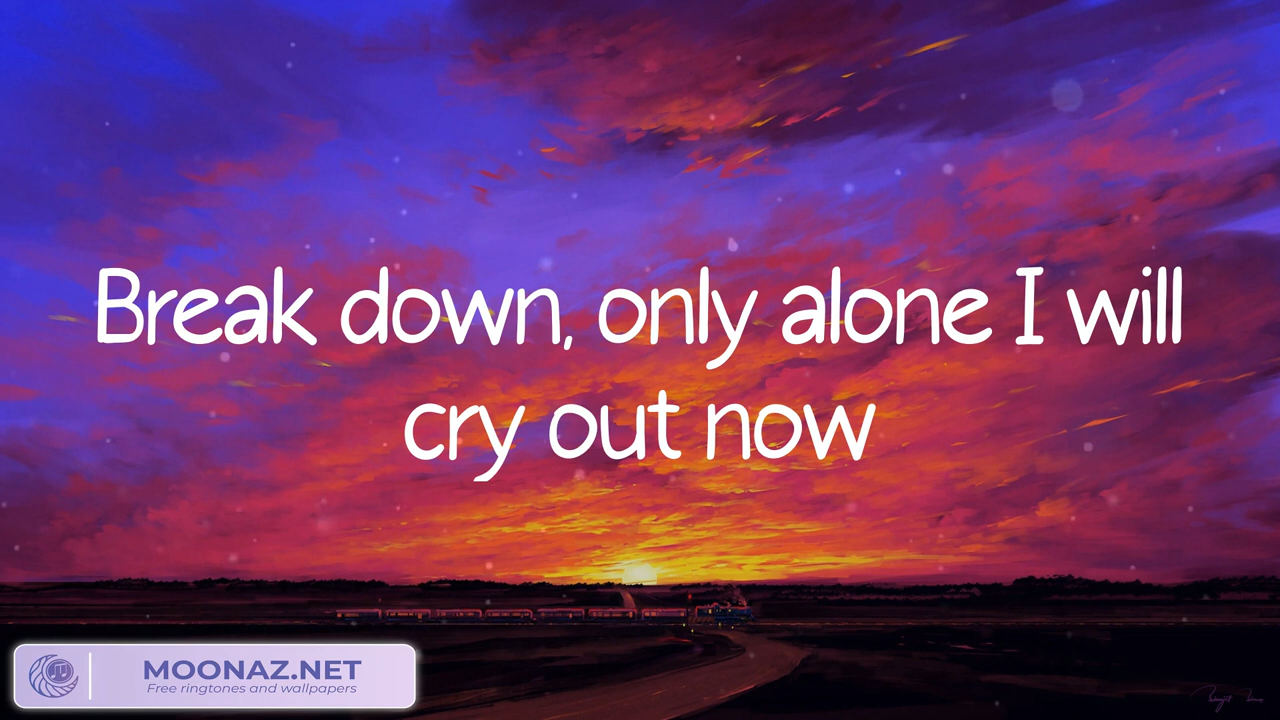 Break down, only alone I will
cry out now
MOONAZ.NET
Free ringtones and wallpapers